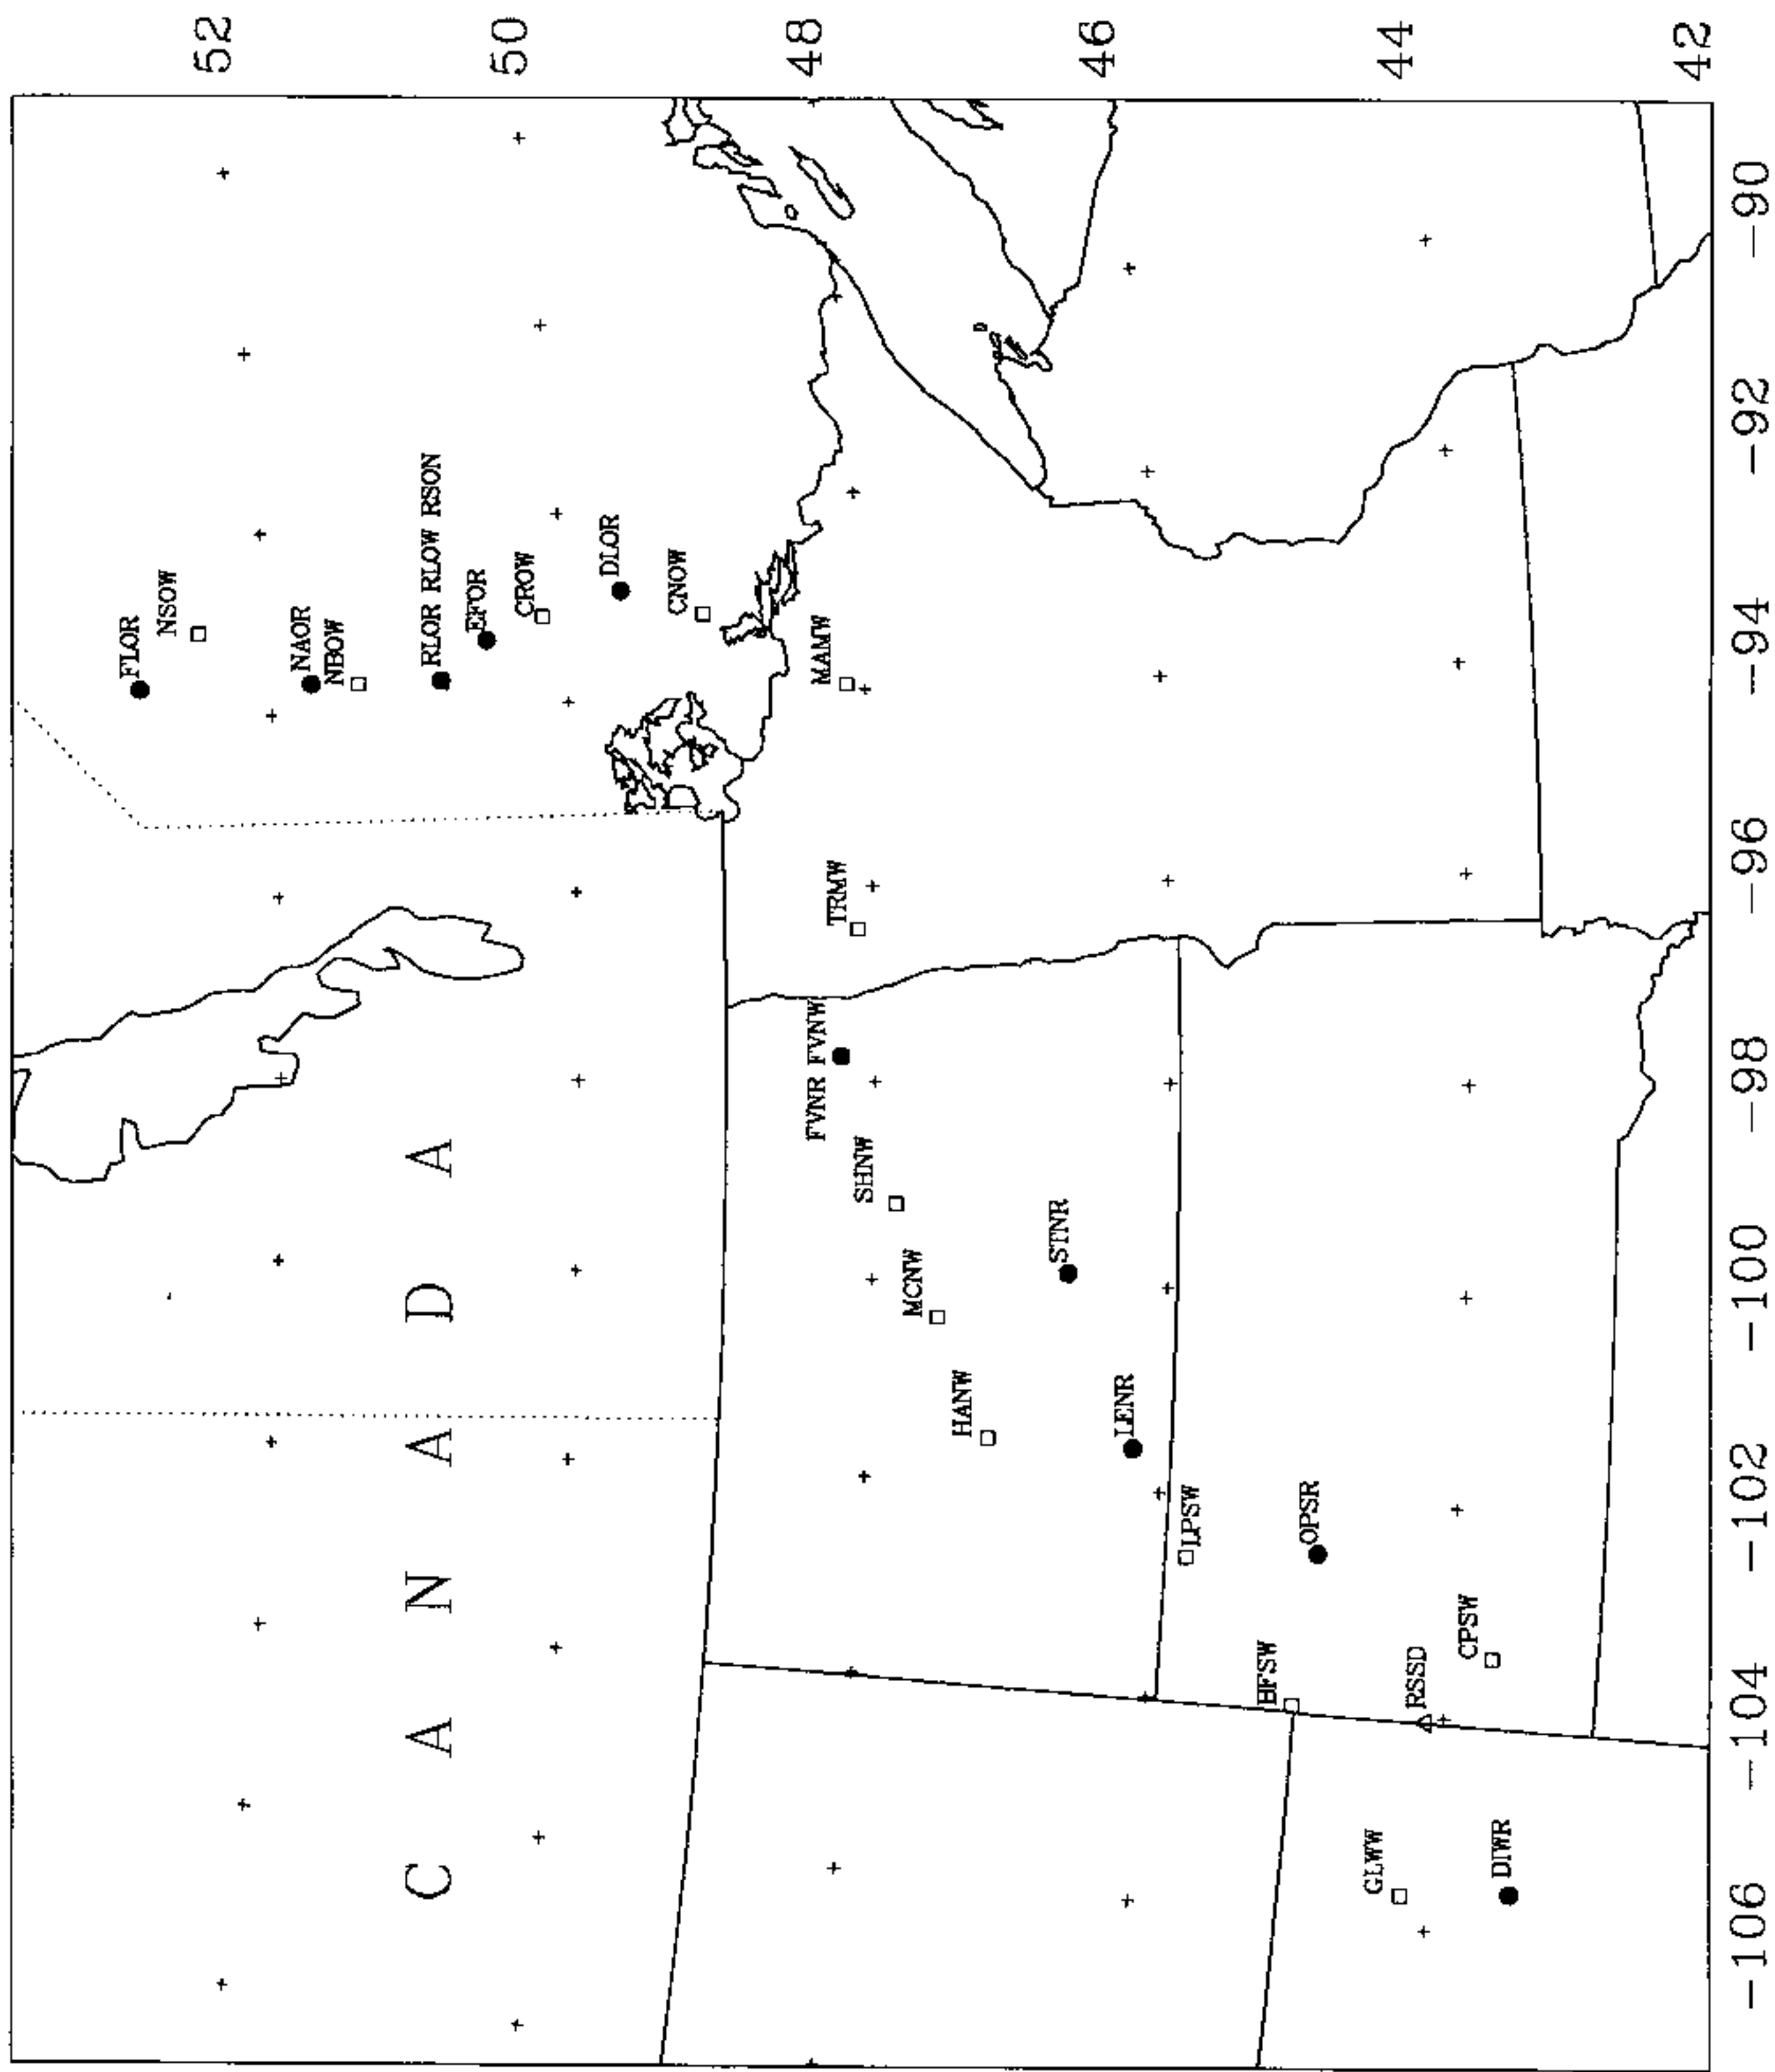 52
50
48
46
44
42
FLOR
NSOW
NAOR
NBOW
RLOR RLOW RSON
EFOR
CROW
DLOR
CNOW
MAMW
TRMW
FVNR FVNW
SHNW
MCNW
HANW
STNR
LENR
LPSW
OPSR
BFSW
RSSD
CPSW
GLWW
DIWR
CANADA
-106
-104
-102
-100
-98
-96
-94
-92
-90